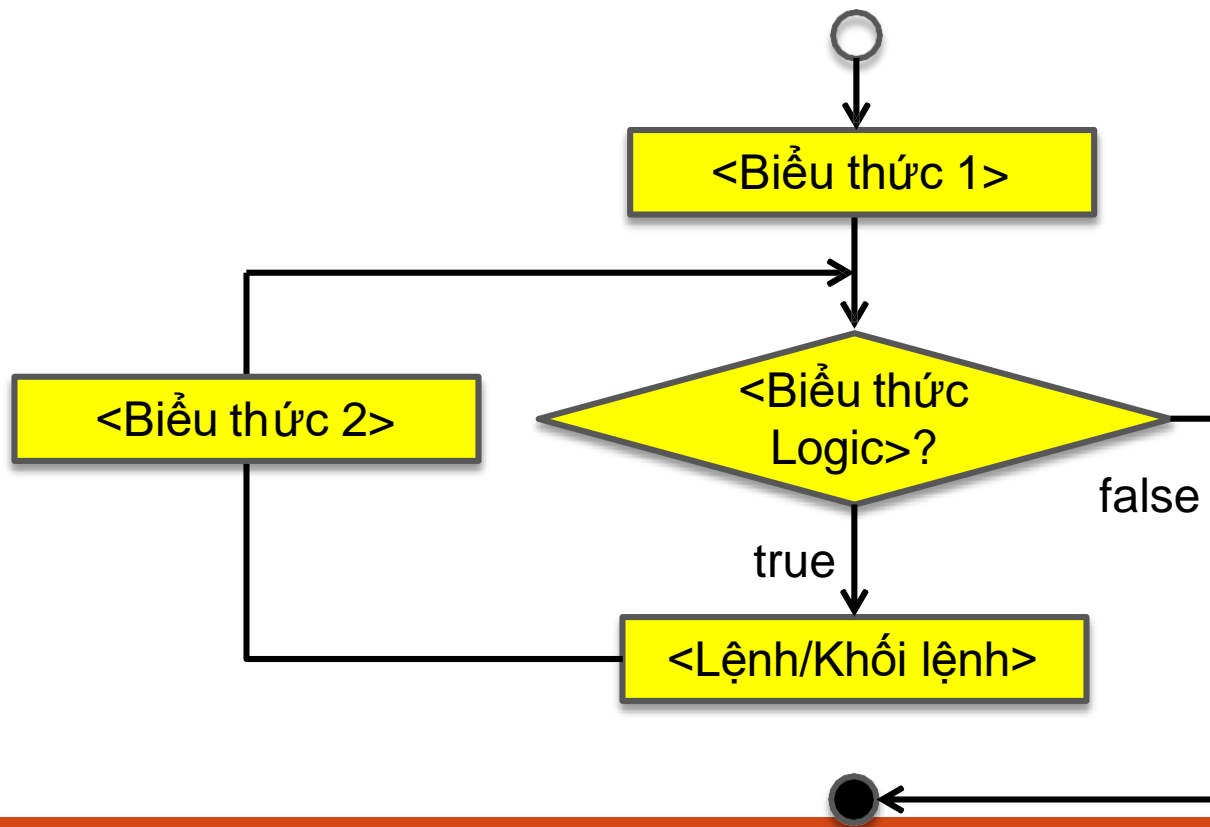 <Biểu thức 1>
<Biểu thức 2>
<Biểu thức
Logic>?
false
true
<Lệnh/Khối lệnh>